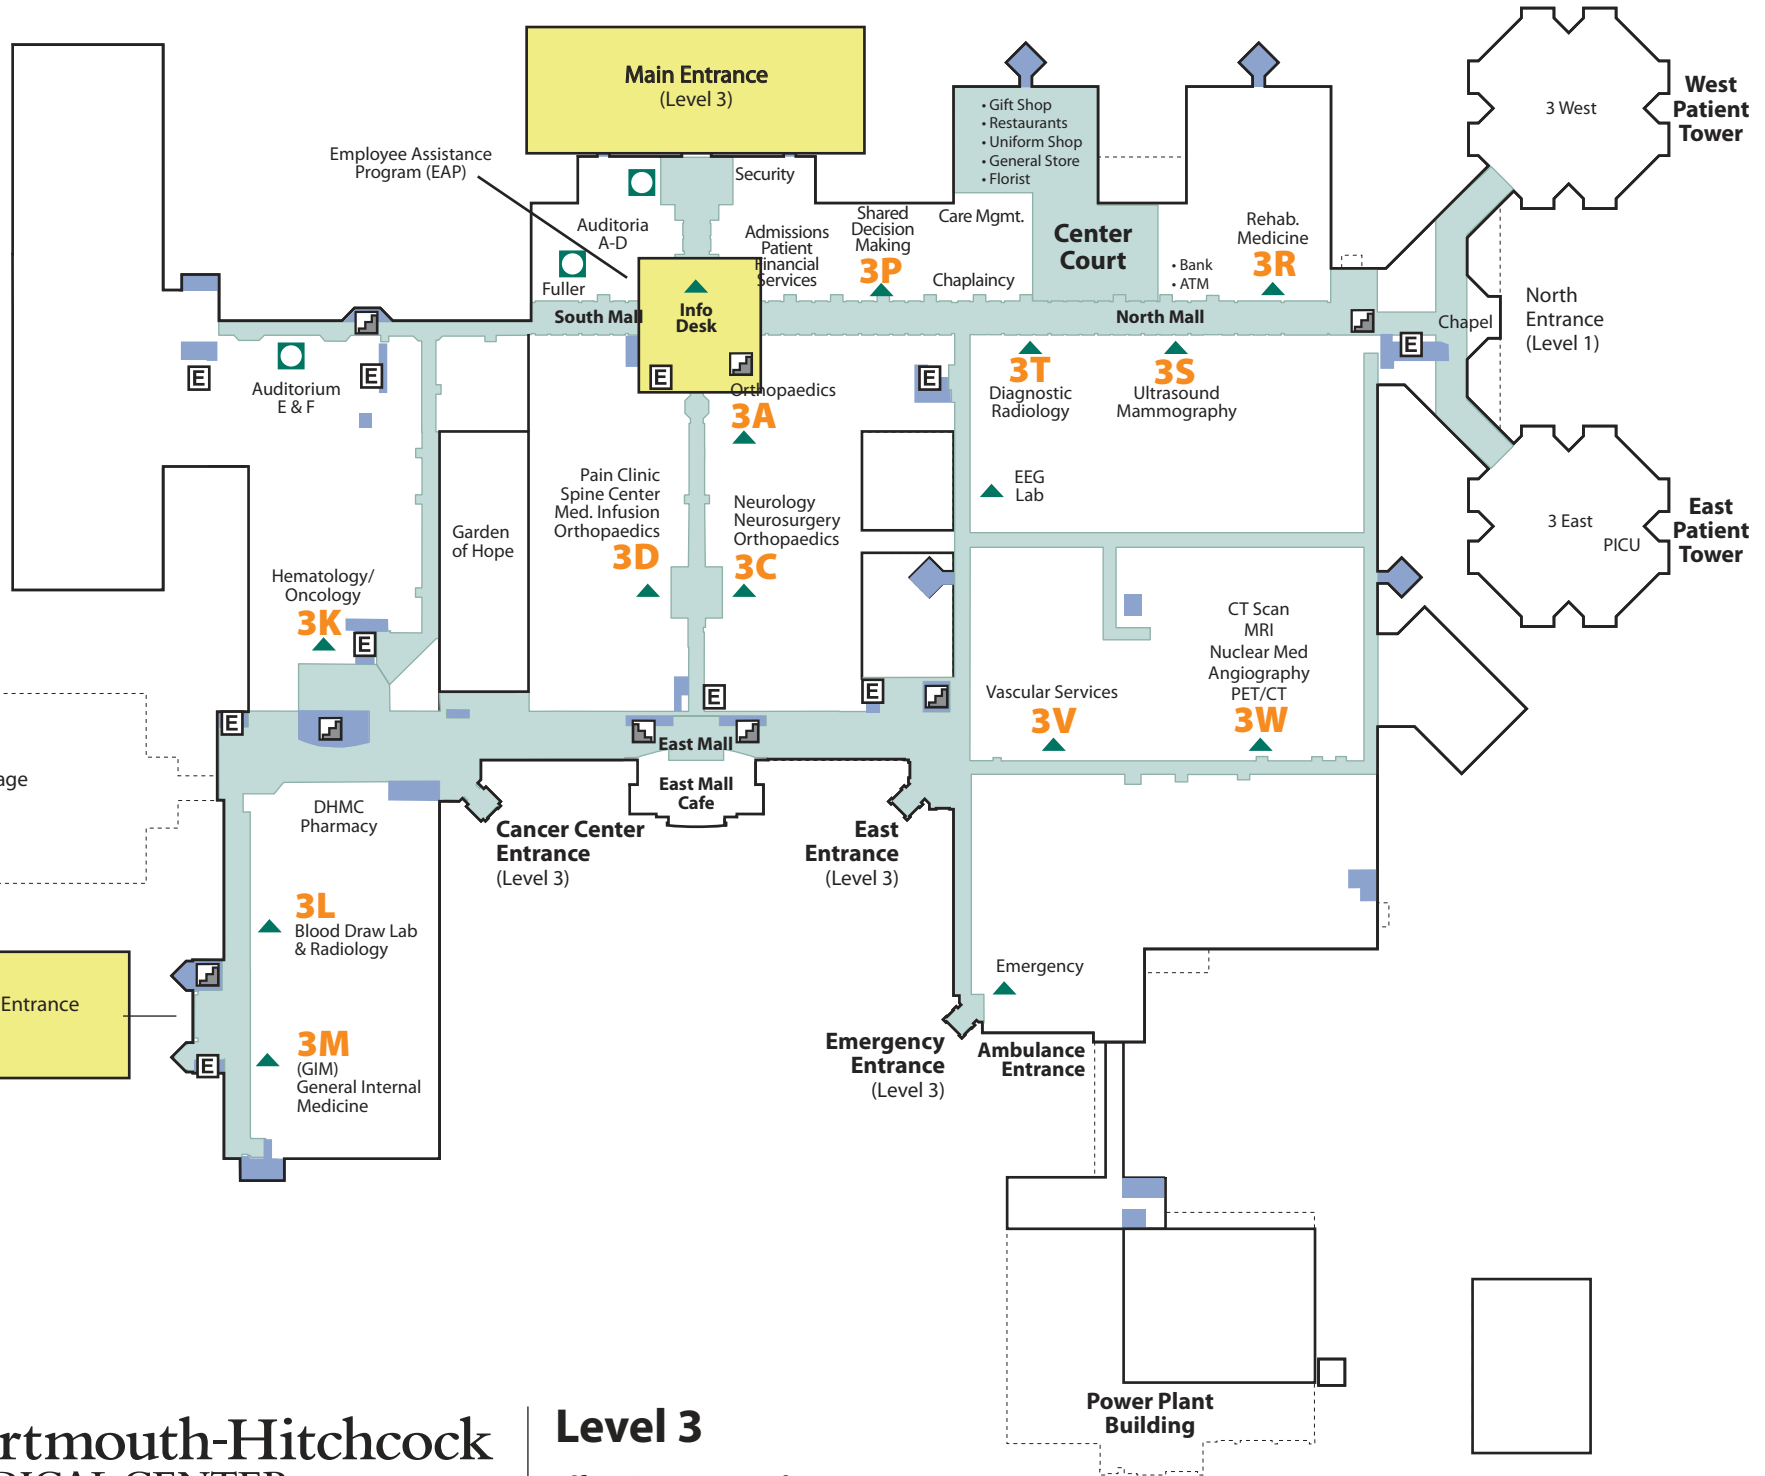 Main Entrance
(Level 3)
Employee Assistance
Program (EAP)
Security
Auditoria
A-D
Fuller
Admissions
Patient
Financial
Services
Shared
Decision
Making
3P
Care Mgmt.
Chaplaincy
• Gift Shop
• Restaurants
• Uniform Shop
• General Store
• Florist
Center
Court
• Bank
• ATM
Rehab.
Medicine
3R
3 West
West
Patient
Tower
South Mall
Info
Desk
North Mall
Chapel
North
Entrance
(Level 1)
E
E
E
E
E
Auditorium
E & F
Orthopaedics
3A
3T
Diagnostic
Radiology
3S
Ultrasound
Mammography
EEG
Lab
3 East
PICU
East
Patient
Tower
Garden
of Hope
Pain Clinic
Spine Center
Med. Infusion
Orthopaedics
3D
Neurology
Neurosurgery
Orthopaedics
3C
Hematology/
Oncology
3K
E
E
E
E
Vascular Services
3V
CT Scan
MRI
Nuclear Med
Angiography
PET/CT
3W
East Mall
East Mall
Cafe
age
DHMC
Pharmacy
Cancer Center
Entrance
(Level 3)
East
Entrance
(Level 3)
3L
Blood Draw Lab
& Radiology
Entrance
3M
(GIM)
General Internal
Medicine
E
Emergency
Emergency
Entrance
(Level 3)
Ambulance
Entrance
Power Plant
Building
rtmouth-Hitchcock
DICAL CENTER
Level 3